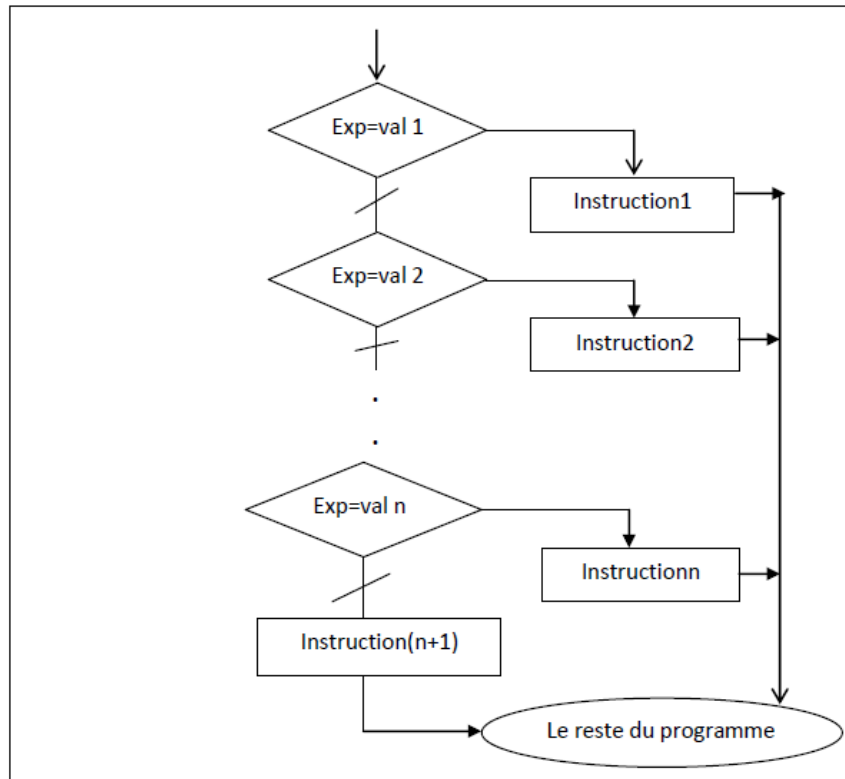 Exp=val 1
Instruction1
Exp=val 2
Instruction2
.
.
Exp=val n
Instructionn
Instruction(n+1)
Le reste du programme